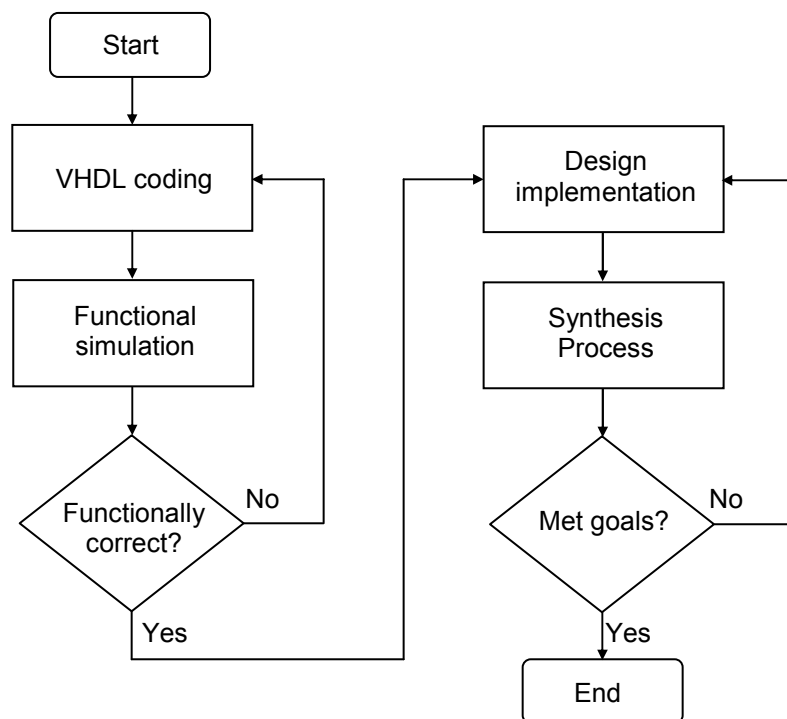 Start
VHDL coding
Functional
simulation
Functionally
correct?
No
Yes
Design
implementation
Synthesis
Process
Met goals?
No
Yes
End